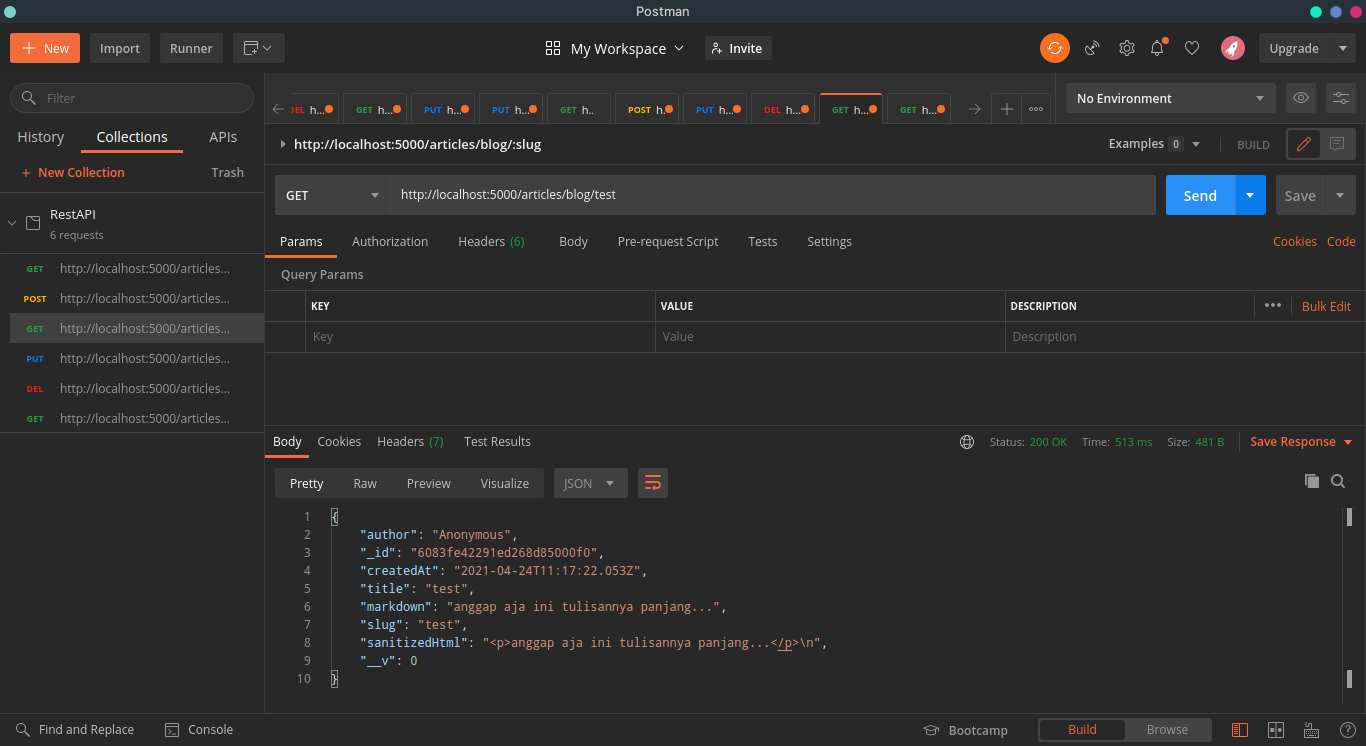 Postman
New Import Runner My Workspace Invite Upgrade
Filter
DEL h... GET h... PUT h... PUT h... GET h.. POST h. PUT h... DEL h... GET h... GET h...
No Environment
History Collections APIs
http://localhost:5000/articles/blog/:slug Examples 0 BUILD
New Collection Trash
GET http://localhost:5000/articles/blog/test Send Save
RestAPI
6 requests
Params Authorization Headers (6) Body Pre-request Script Tests Settings Cookies Code
GET http://localhost:5000/articles...
POST http://localhost:5000/articles...
GET http://localhost:5000/articles...
PUT http://localhost:5000/articles...
DEL http://localhost:5000/articles...
GET http://localhost:5000/articles...
Query Params
KEY VALUE DESCRIPTION ••• Bulk Edit
Key Value Description
Body Cookies Headers (7) Test Results Status: 200 OK Time: 513 ms Size: 481 B Save Response
Pretty Raw Preview Visualize JSON
1 {
2 "author": "Anonymous",
3 "_id": "6083fe42291ed268d85000f0",
4 "createdAt": "2021-04-24T11:17:22.053Z",
5 "title": "test",
6 "markdown": "anggap aja ini tulisannya panjang...",
7 "slug": "test",
8 "sanitizedHtml": "<p>anggap aja ini tulisannya panjang...</p>\n",
9 "__v": 0
10 }
Find and Replace Console Bootcamp Build Browse